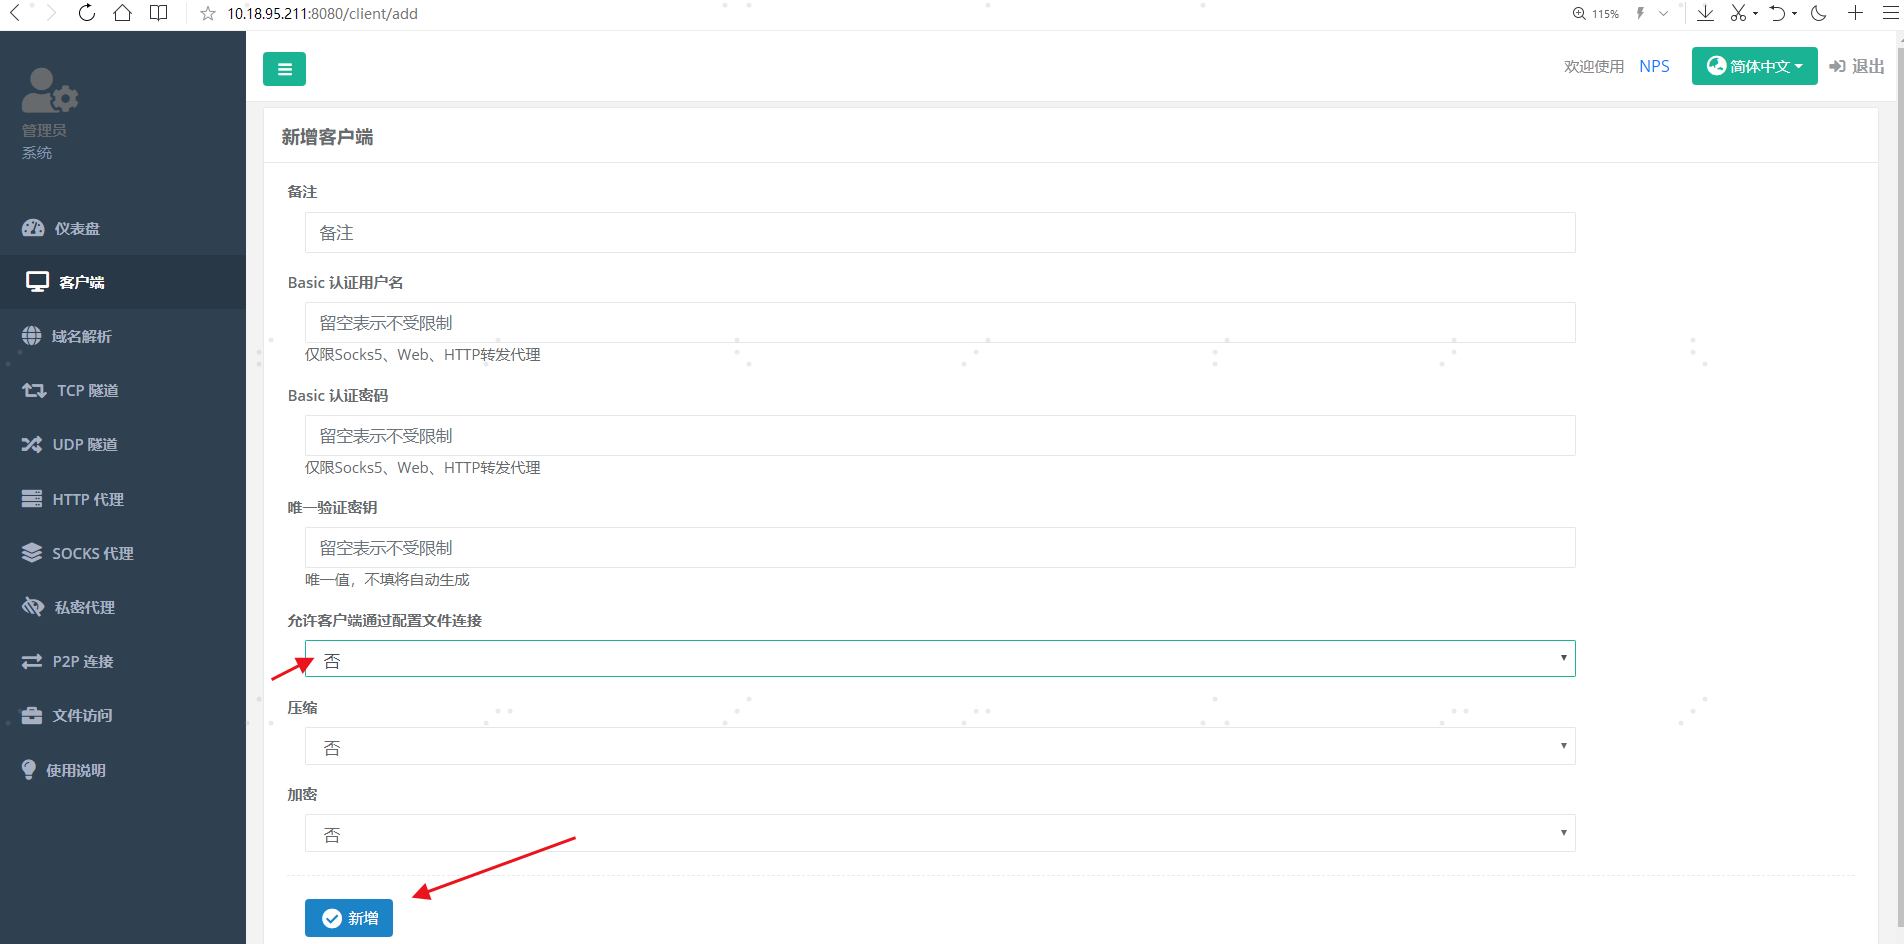 10.18.95.211:8080/client/add
115%
欢迎使用 NPS
简体中文
退出
管理员
系统
仪表盘
客户端
域名解析
TCP 隧道
UDP 隧道
HTTP 代理
SOCKS 代理
私密代理
P2P 连接
文件访问
使用说明
新增客户端
备注
备注
Basic 认证用户名
留空表示不受限制
仅限Socks5、Web、HTTP转发代理
Basic 认证密码
留空表示不受限制
仅限Socks5、Web、HTTP转发代理
唯一验证密钥
留空表示不受限制
唯一值，不填将自动生成
允许客户端通过配置文件连接
否
压缩
否
加密
否
新增